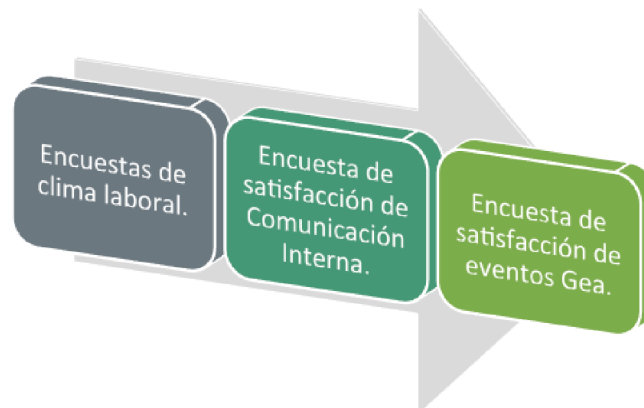 Encuestas de
clima laboral.
Encuesta de
satisfacción de
Comunicación
Interna.
Encuesta de
satisfacción de
eventos Gea.